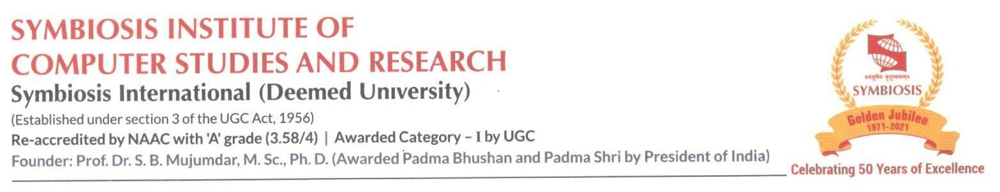 SYMBIOSIS INSTITUTE OF
COMPUTER STUDIES AND RESEARCH
Symbiosis International (Deemed University)
(Established under section 3 of the UGC Act, 1956)
Re-accredited by NAAC with 'A' grade (3.58/4) | Awarded Category – I by UGC
Founder: Prof. Dr. S. B. Mujumdar, M. Sc., Ph. D. (Awarded Padma Bhushan and Padma Shri by President of India)
॥वसुधैव कुटुम्बकम्॥
SYMBIOSIS
Golden Jubilee
1971-2021
Celebrating 50 Years of Excellence